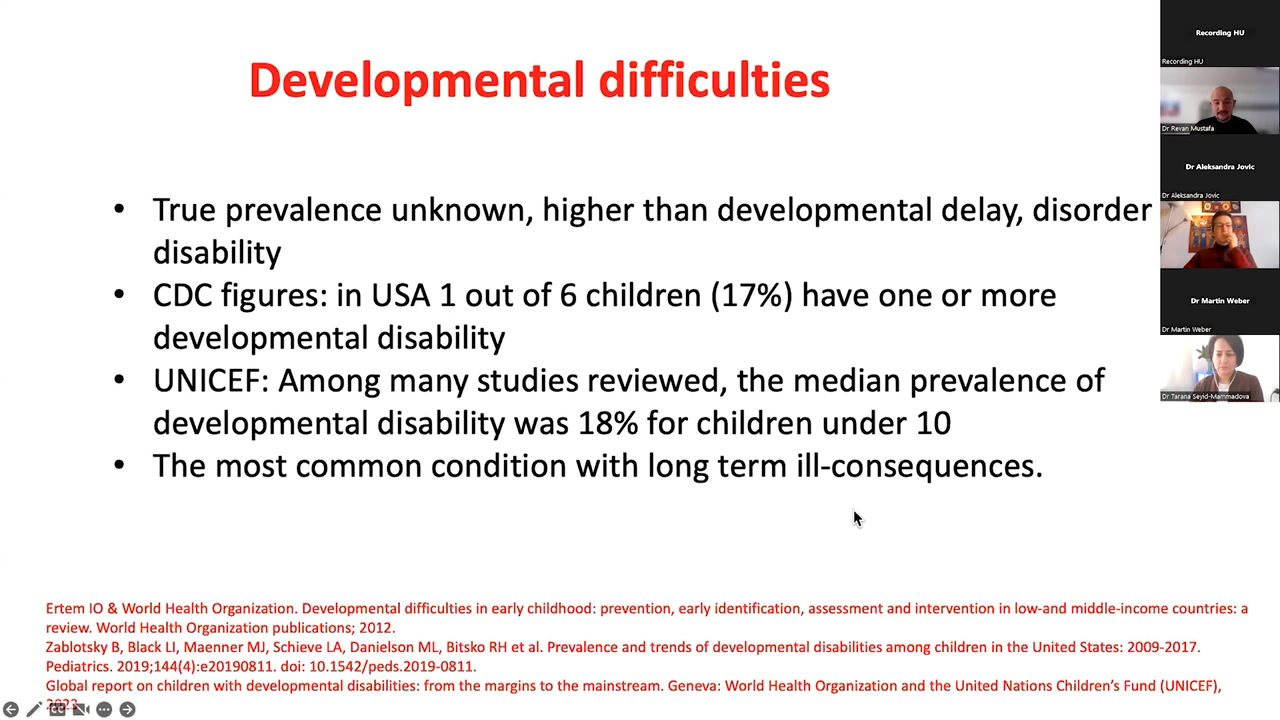 Developmental difficulties
• True prevalence unknown, higher than developmental delay, disorder
disability
• CDC figures: in USA 1 out of 6 children (17%) have one or more
developmental disability
• UNICEF: Among many studies reviewed, the median prevalence of
developmental disability was 18% for children under 10
• The most common condition with long term ill-consequences.
Ertem IO & World Health Organization. Developmental difficulties in early childhood: prevention, early identification, assessment and intervention in low-and middle-income countries: a
review. World Health Organization publications; 2012.
Zablotsky B, Black LI, Maenner MJ, Schieve LA, Danielson ML, Bitsko RH et al. Prevalence and trends of developmental disabilities among children in the United States: 2009-2017.
Pediatrics. 2019;144(4):e20190811. doi: 10.1542/peds.2019-0811.
Global report on children with developmental disabilities: from the margins to the mainstream. Geneva: World Health Organization and the United Nations Children's Fund (UNICEF),
Recording HU
Recording HU
Dr Revan Mustafa
Dr Aleksandra Jovic
Dr Aleksandra Jovic
Dr Martin Weber
Dr Martin Weber
Dr Tarana Seyid-Mammadova